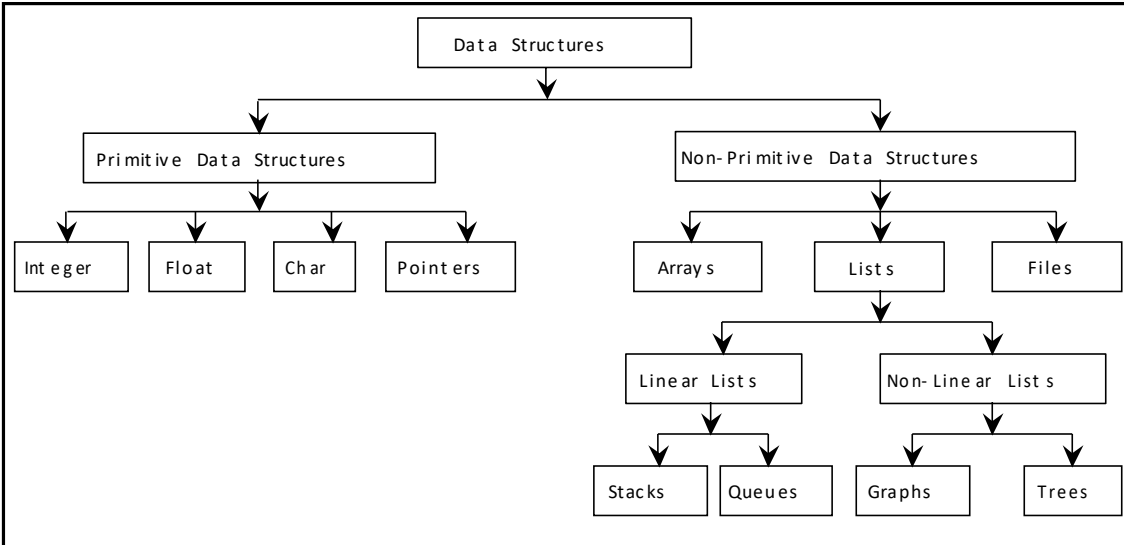 Data Structures
Primitive Data Structures
Non-Primitive Data Structures
Integer
Float
Char
Pointers
Arrays
Lists
Files
Linear Lists
Non-Linear Lists
Stacks
Queues
Graphs
Trees